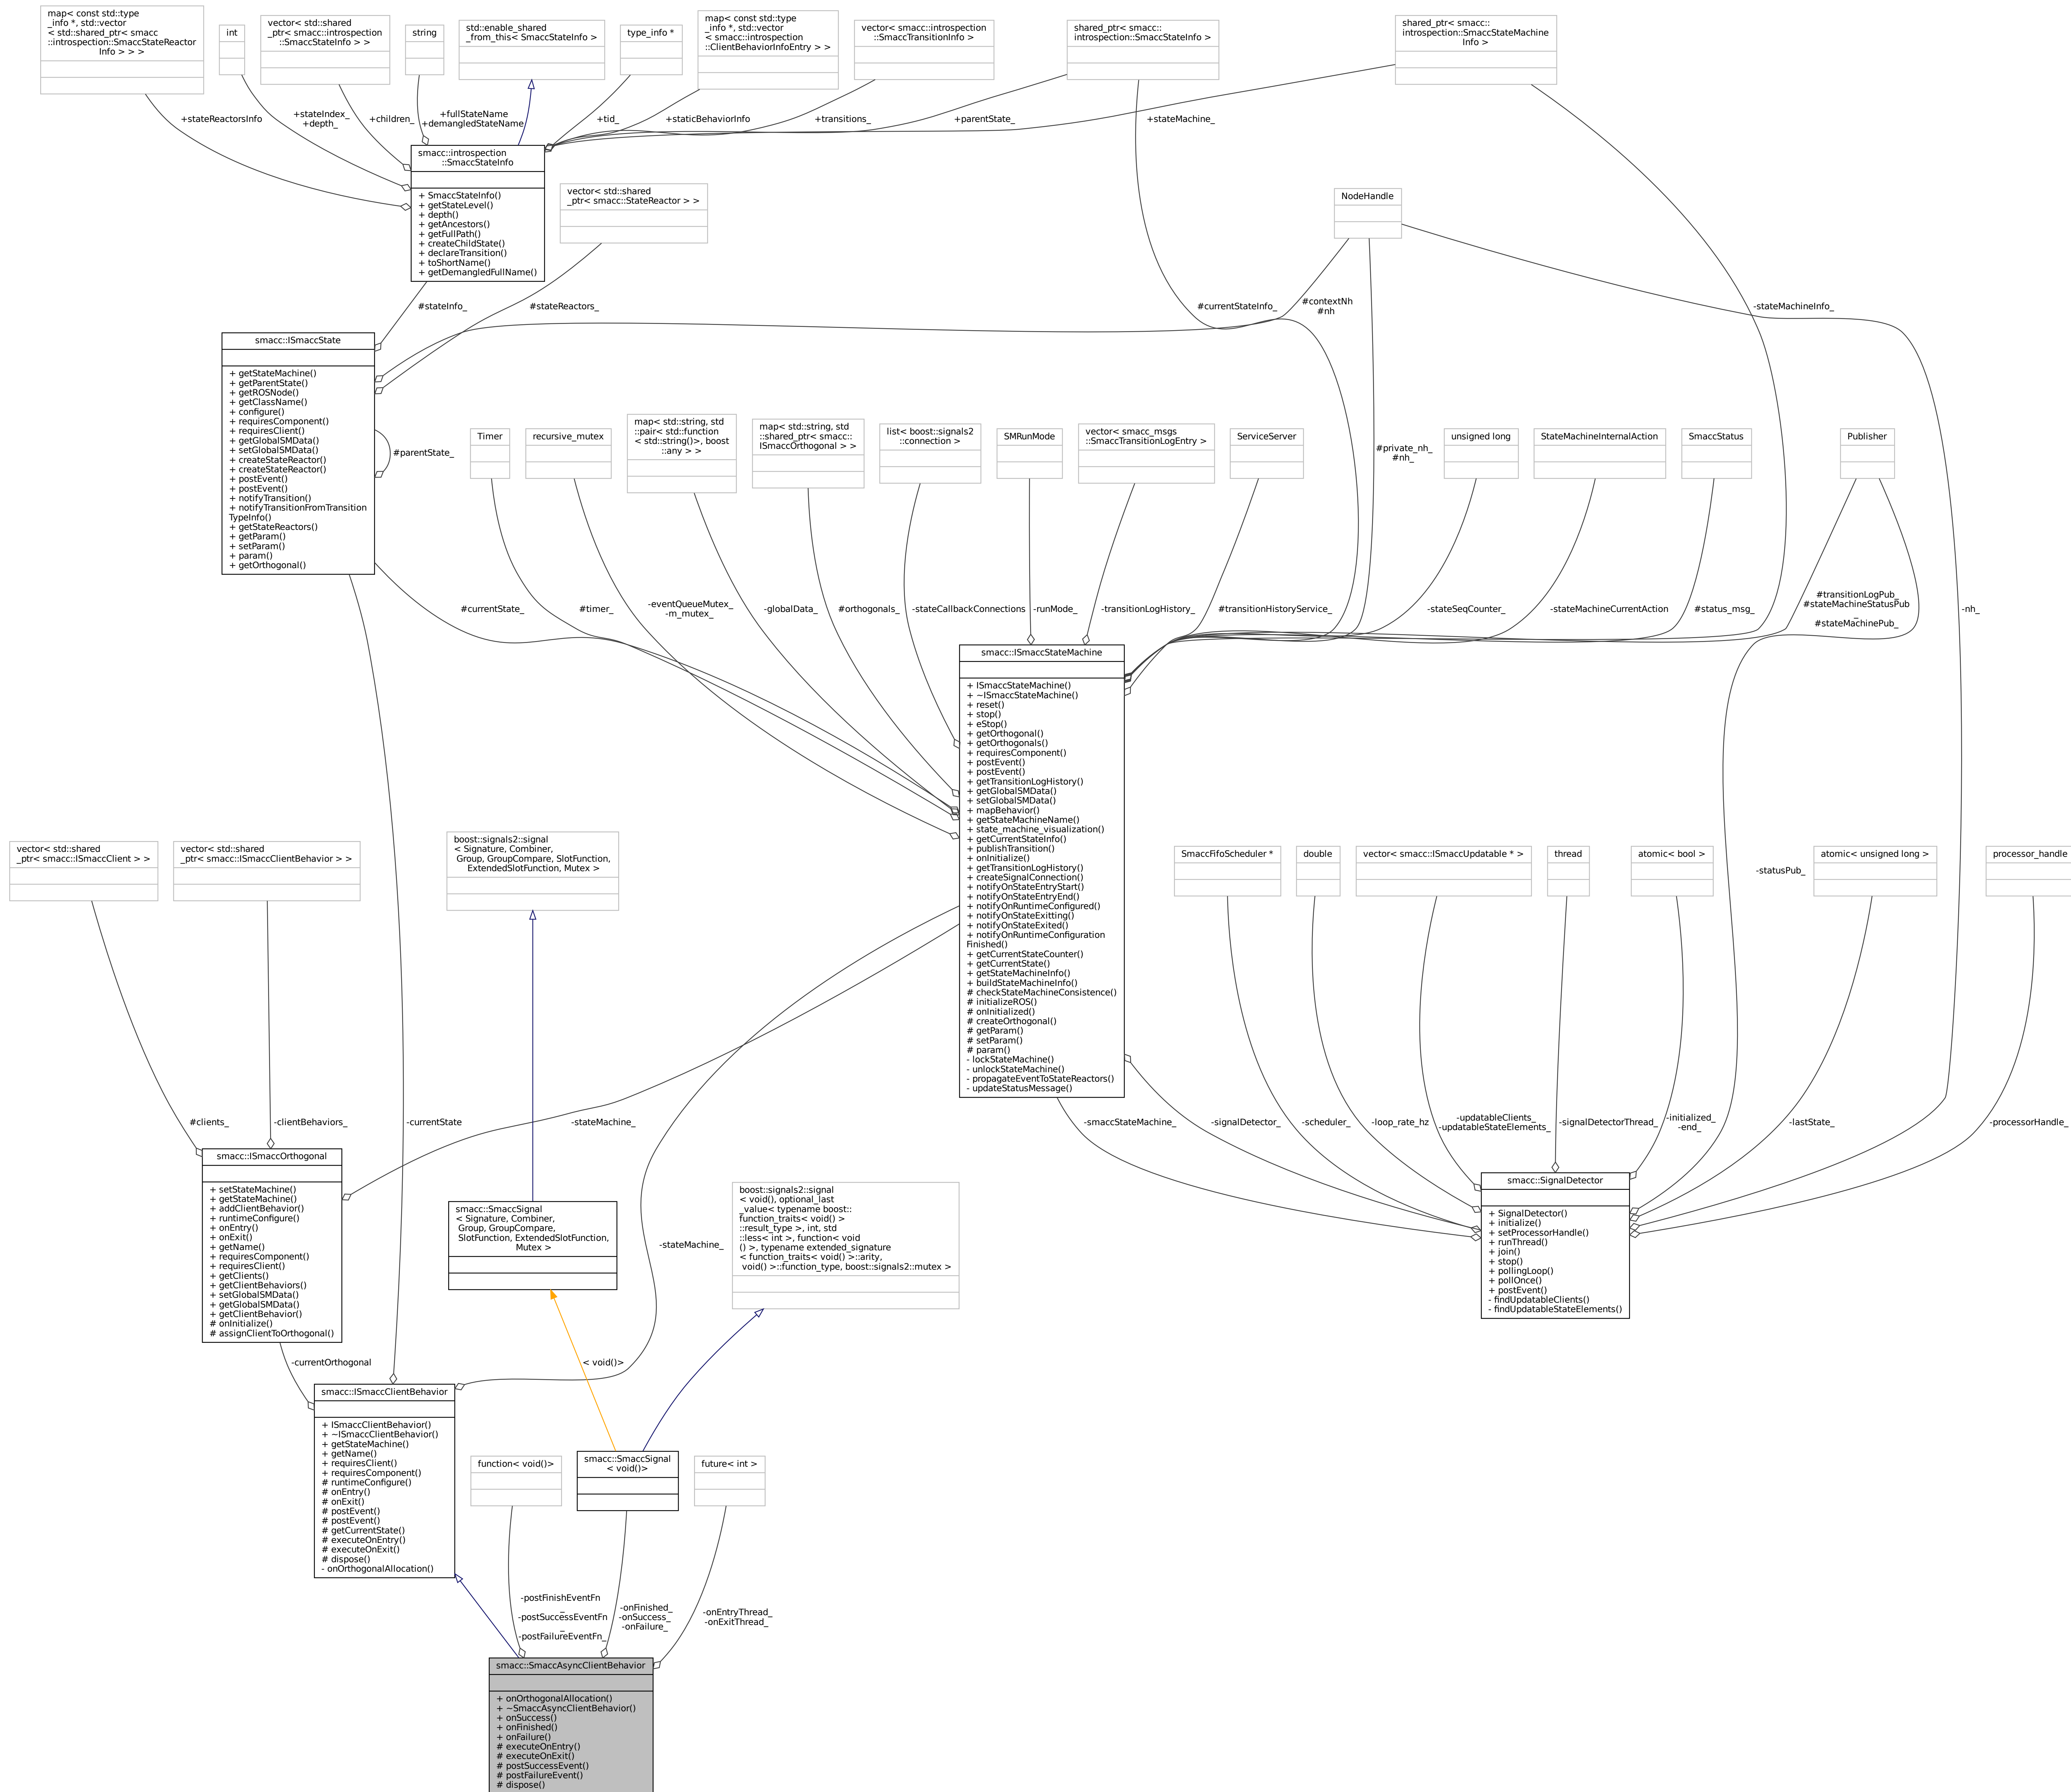 map< const std::type
_info *, std::vector
< std::shared_ptr< smacc
::introspection::SmaccStateReactor
Info > > >
int
vector< std::shared
_ptr< smacc::introspection
::SmaccStateInfo > >
string
std::enable_shared
_from_this< SmaccStateInfo >
type_info *
map< const std::type
_info *, std::vector
< smacc::introspection
::ClientBehaviorInfoEntry > >
vector< smacc::introspection
::SmaccTransitionInfo >
shared_ptr< smacc::
introspection::SmaccStateInfo >
shared_ptr< smacc::
introspection::SmaccStateMachine
Info >
+stateReactorsInfo
+stateIndex_
+depth_
+children_
+fullStateName
+demangledStateName
+tid_
+staticBehaviorInfo
+transitions_
+parentState_
+stateMachine_
smacc::introspection
::SmaccStateInfo
+ SmaccStateInfo()
+ getStateLevel()
+ depth()
+ getAncestors()
+ getFullPath()
+ createChildState()
+ declareTransition()
+ toShortName()
+ getDemangledFullName()
vector< std::shared
_ptr< smacc::StateReactor > >
NodeHandle
#stateInfo_
#stateReactors_
#currentStateInfo_
#contextNh
#nh
-stateMachineInfo_
smacc::ISmaccState
+ getStateMachine()
+ getParentState()
+ getROSNode()
+ getClassName()
+ configure()
+ requiresComponent()
+ requiresClient()
+ getGlobalSMData()
+ setGlobalSMData()
+ createStateReactor()
+ createStateReactor()
+ postEvent()
+ postEvent()
+ notifyTransition()
+ notifyTransitionFromTransition
TypeInfo()
+ getStateReactors()
+ getParam()
+ setParam()
+ param()
+ getOrthogonal()
#parentState_
Timer
recursive_mutex
map< std::string, std
::pair< std::function
< std::string()>, boost
::any > >
map< std::string, std
::shared_ptr< smacc::
ISmaccOrthogonal > >
list< boost::signals2
::connection >
SMRunMode
vector< smacc_msgs
::SmaccTransitionLogEntry >
ServiceServer
#private_nh_
#nh_
unsigned long
StateMachineInternalAction
SmaccStatus
Publisher
#currentState_
#timer_
-eventQueueMutex_
-m_mutex_
-globalData_
#orthogonals_
-stateCallbackConnections
-runMode_
-transitionLogHistory_
#transitionHistoryService_
-stateSeqCounter_
-stateMachineCurrentAction
#status_msg_
#transitionLogPub_
#stateMachineStatusPub
_
#stateMachinePub_
-nh_
smacc::ISmaccStateMachine
+ ISmaccStateMachine()
+ ~ISmaccStateMachine()
+ reset()
+ stop()
+ eStop()
+ getOrthogonal()
+ getOrthogonals()
+ requiresComponent()
+ postEvent()
+ postEvent()
+ getTransitionLogHistory()
+ getGlobalSMData()
+ setGlobalSMData()
+ mapBehavior()
+ getStateMachineName()
+ state_machine_visualization()
+ getCurrentStateInfo()
+ publishTransition()
+ onInitialize()
+ getTransitionLogHistory()
+ createSignalConnection()
+ notifyOnStateEntryStart()
+ notifyOnStateEntryEnd()
+ notifyOnRuntimeConfigured()
+ notifyOnStateExitting()
+ notifyOnStateExited()
+ notifyOnRuntimeConfiguration
Finished()
+ getCurrentStateCounter()
+ getCurrentState()
+ getStateMachineInfo()
+ buildStateMachineInfo()
# checkStateMachineConsistence()
# initializeROS()
# onInitialized()
# createOrthogonal()
# getParam()
# setParam()
# param()
- lockStateMachine()
- unlockStateMachine()
- propagateEventToStateReactors()
- updateStatusMessage()
vector< std::shared
_ptr< smacc::ISmaccClient > >
vector< std::shared
_ptr< smacc::ISmaccClientBehavior > >
boost::signals2::signal
< Signature, Combiner,
Group, GroupCompare, SlotFunction,
ExtendedSlotFunction, Mutex >
SmaccFifoScheduler *
double
vector< smacc::ISmaccUpdatable * >
thread
atomic< bool >
-statusPub_
atomic< unsigned long >
processor_handle
#clients_
-clientBehaviors_
-currentState
-stateMachine_
-smaccStateMachine_
-signalDetector_
-scheduler_
-loop_rate_hz
-updatableClients_
-updatableStateElements_
-signalDetectorThread_
-initialized_
-end_
-lastState_
-processorHandle_
smacc::ISmaccOrthogonal
+ setStateMachine()
+ getStateMachine()
+ addClientBehavior()
+ runtimeConfigure()
+ onEntry()
+ onExit()
+ getName()
+ requiresComponent()
+ requiresClient()
+ getClients()
+ getClientBehaviors()
+ setGlobalSMData()
+ getGlobalSMData()
+ getClientBehavior()
# onInitialize()
# assignClientToOrthogonal()
smacc::SmaccSignal
< Signature, Combiner,
Group, GroupCompare,
SlotFunction, ExtendedSlotFunction,
Mutex >
-stateMachine_
boost::signals2::signal
< void(), optional_last
_value< typename boost::
function_traits< void() >
::result_type >, int, std
::less< int >, function< void
() >, typename extended_signature
< function_traits< void() >::arity,
void() >::function_type, boost::signals2::mutex >
smacc::SignalDetector
+ SignalDetector()
+ initialize()
+ setProcessorHandle()
+ runThread()
+ join()
+ stop()
+ pollingLoop()
+ pollOnce()
+ postEvent()
- findUpdatableClients()
- findUpdatableStateElements()
-currentOrthogonal
< void()>
smacc::ISmaccClientBehavior
+ ISmaccClientBehavior()
+ ~ISmaccClientBehavior()
+ getStateMachine()
+ getName()
+ requiresClient()
+ requiresComponent()
# runtimeConfigure()
# onEntry()
# onExit()
# postEvent()
# postEvent()
# getCurrentState()
# executeOnEntry()
# executeOnExit()
# dispose()
- onOrthogonalAllocation()
function< void()>
smacc::SmaccSignal
< void()>
future< int >
-postFinishEventFn
_
-postSuccessEventFn
_
-postFailureEventFn_
-onFinished_
-onSuccess_
-onFailure_
-onEntryThread_
-onExitThread_
smacc::SmaccAsyncClientBehavior
+ onOrthogonalAllocation()
+ ~SmaccAsyncClientBehavior()
+ onSuccess()
+ onFinished()
+ onFailure()
# executeOnEntry()
# executeOnExit()
# postSuccessEvent()
# postFailureEvent()
# dispose()